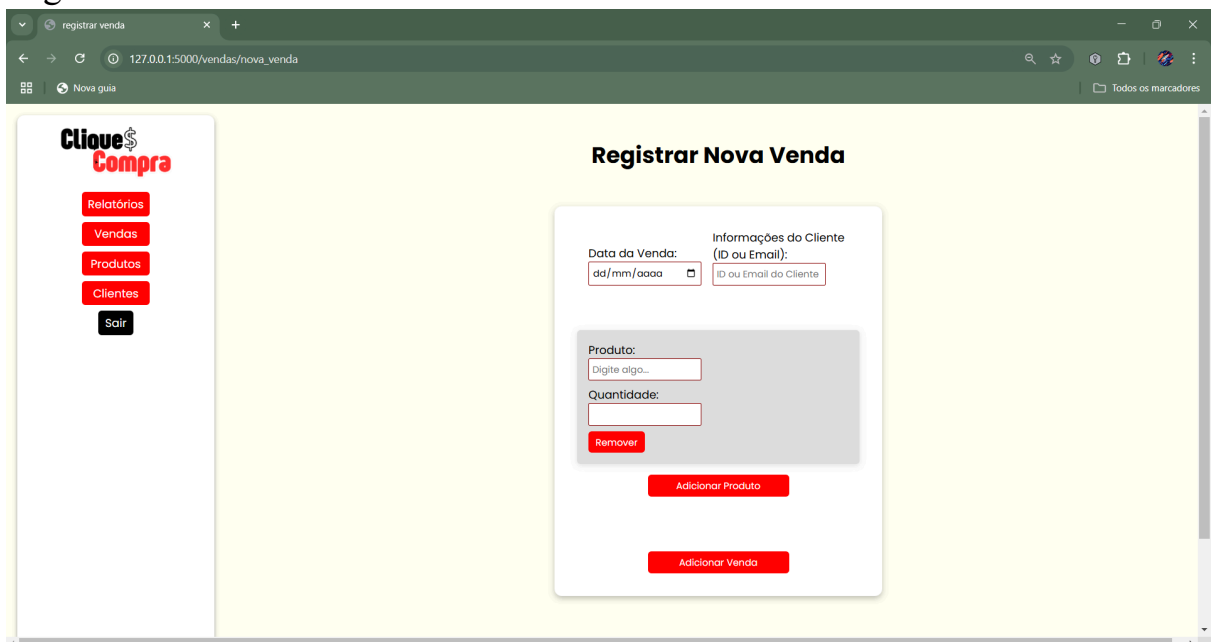 registrar venda
127.0.0.1:5000/vendas/nova_venda
Nova guia
Todos os marcadores
Clique$
Compra
Relatórios
Vendas
Produtos
Clientes
Sair
Registrar Nova Venda
Data da Venda:
dd/mm/aaaa
Informações do Cliente
(ID ou Email):
ID ou Email do Cliente
Produto:
Digite algo...
Quantidade:
Remover
Adicionar Produto
Adicionar Venda